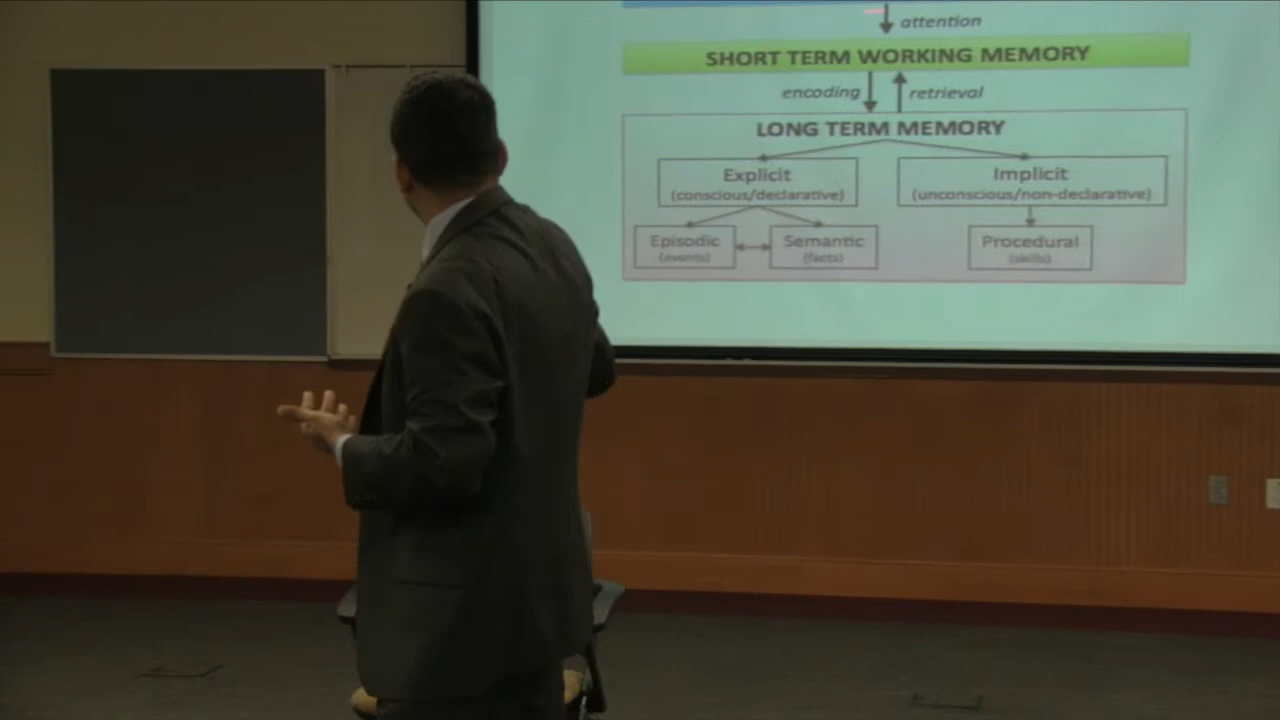 attention
SHORT TERM WORKING MEMORY
encoding
retrieval
LONG TERM MEMORY
Explicit
(conscious/declarative)
Implicit
(unconscious/non-declarative)
Episodic
(events)
Semantic
(facts)
Procedural
(skills)